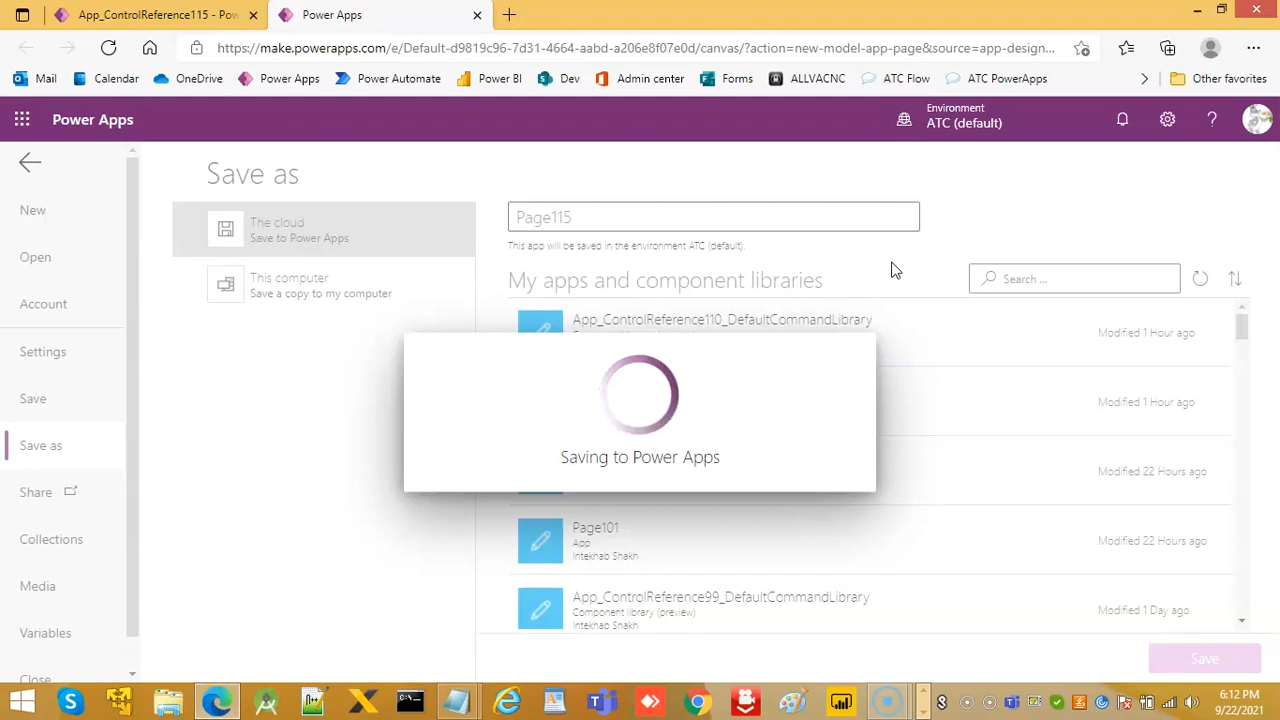 App_ControlReference115 - Pow
Power Apps
https://make.powerapps.com/e/Default-d9819c96-7d31-4664-aabd-a206e8f07e0d/canvas/?action=new-model-app-page&source=app-design...
Mail
Calendar
OneDrive
Power Apps
Power Automate
Power BI
Dev
Admin center
Forms
ALLVACNC
ATC Flow
ATC PowerApps
Other favorites
Power Apps
Environment
ATC (default)
New
Open
Account
Settings
Save
Save as
Share
Collections
Media
Variables
Close
Save as
The cloud
Save to Power Apps
This computer
Save a copy to my computer
Page115
This app will be saved in the environment ATC (default).
My apps and component libraries
Search ...
App_ControlReference110_DefaultCommandLibrary
Modified 1 Hour ago
Modified 1 Hour ago
Modified 22 Hours ago
Saving to Power Apps
Page101
App
Inteknab Shakh
Modified 22 Hours ago
App_ControlReference99_DefaultCommandLibrary
Component library (preview)
Inteknab Shakh
Modified 1 Day ago
Save
6:12 PM
9/22/2021